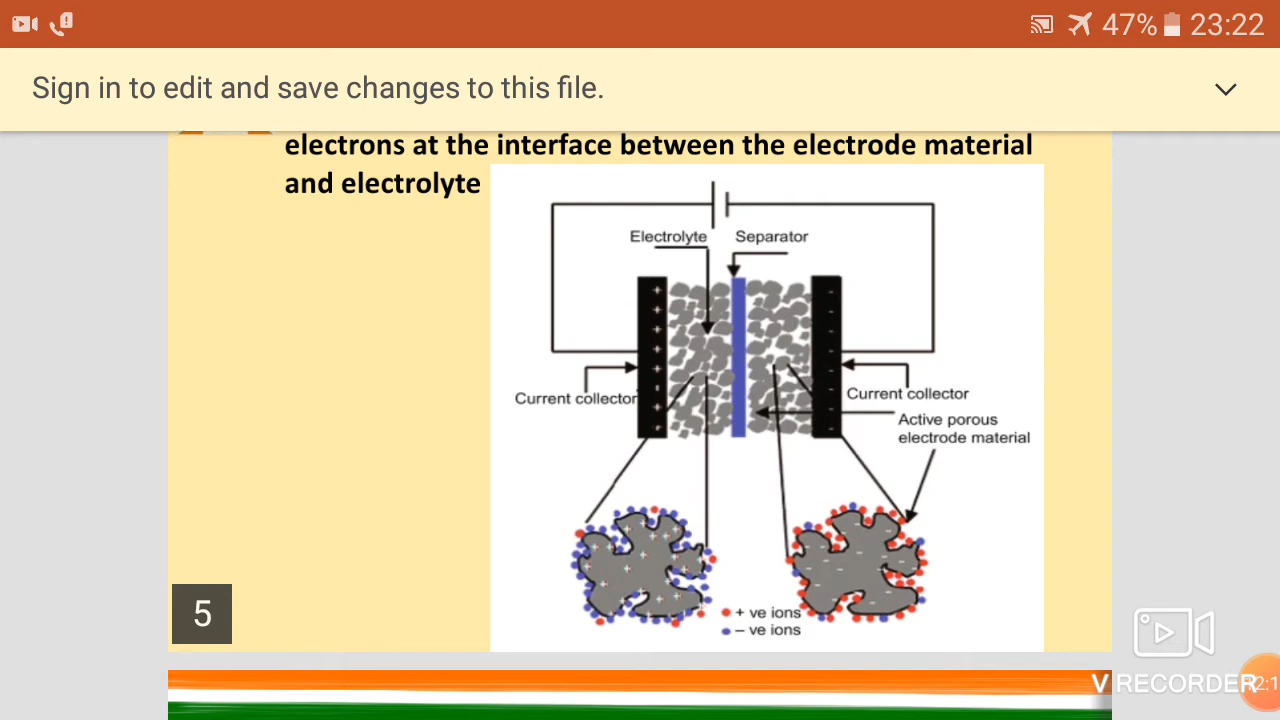 47% 23:22
Sign in to edit and save changes to this file.
electrons at the interface between the electrode material
and electrolyte
Electrolyte Separator
Current collector
Current collector
Active porous
electrode material
+ ve ions
– ve ions
5
V RECORDER